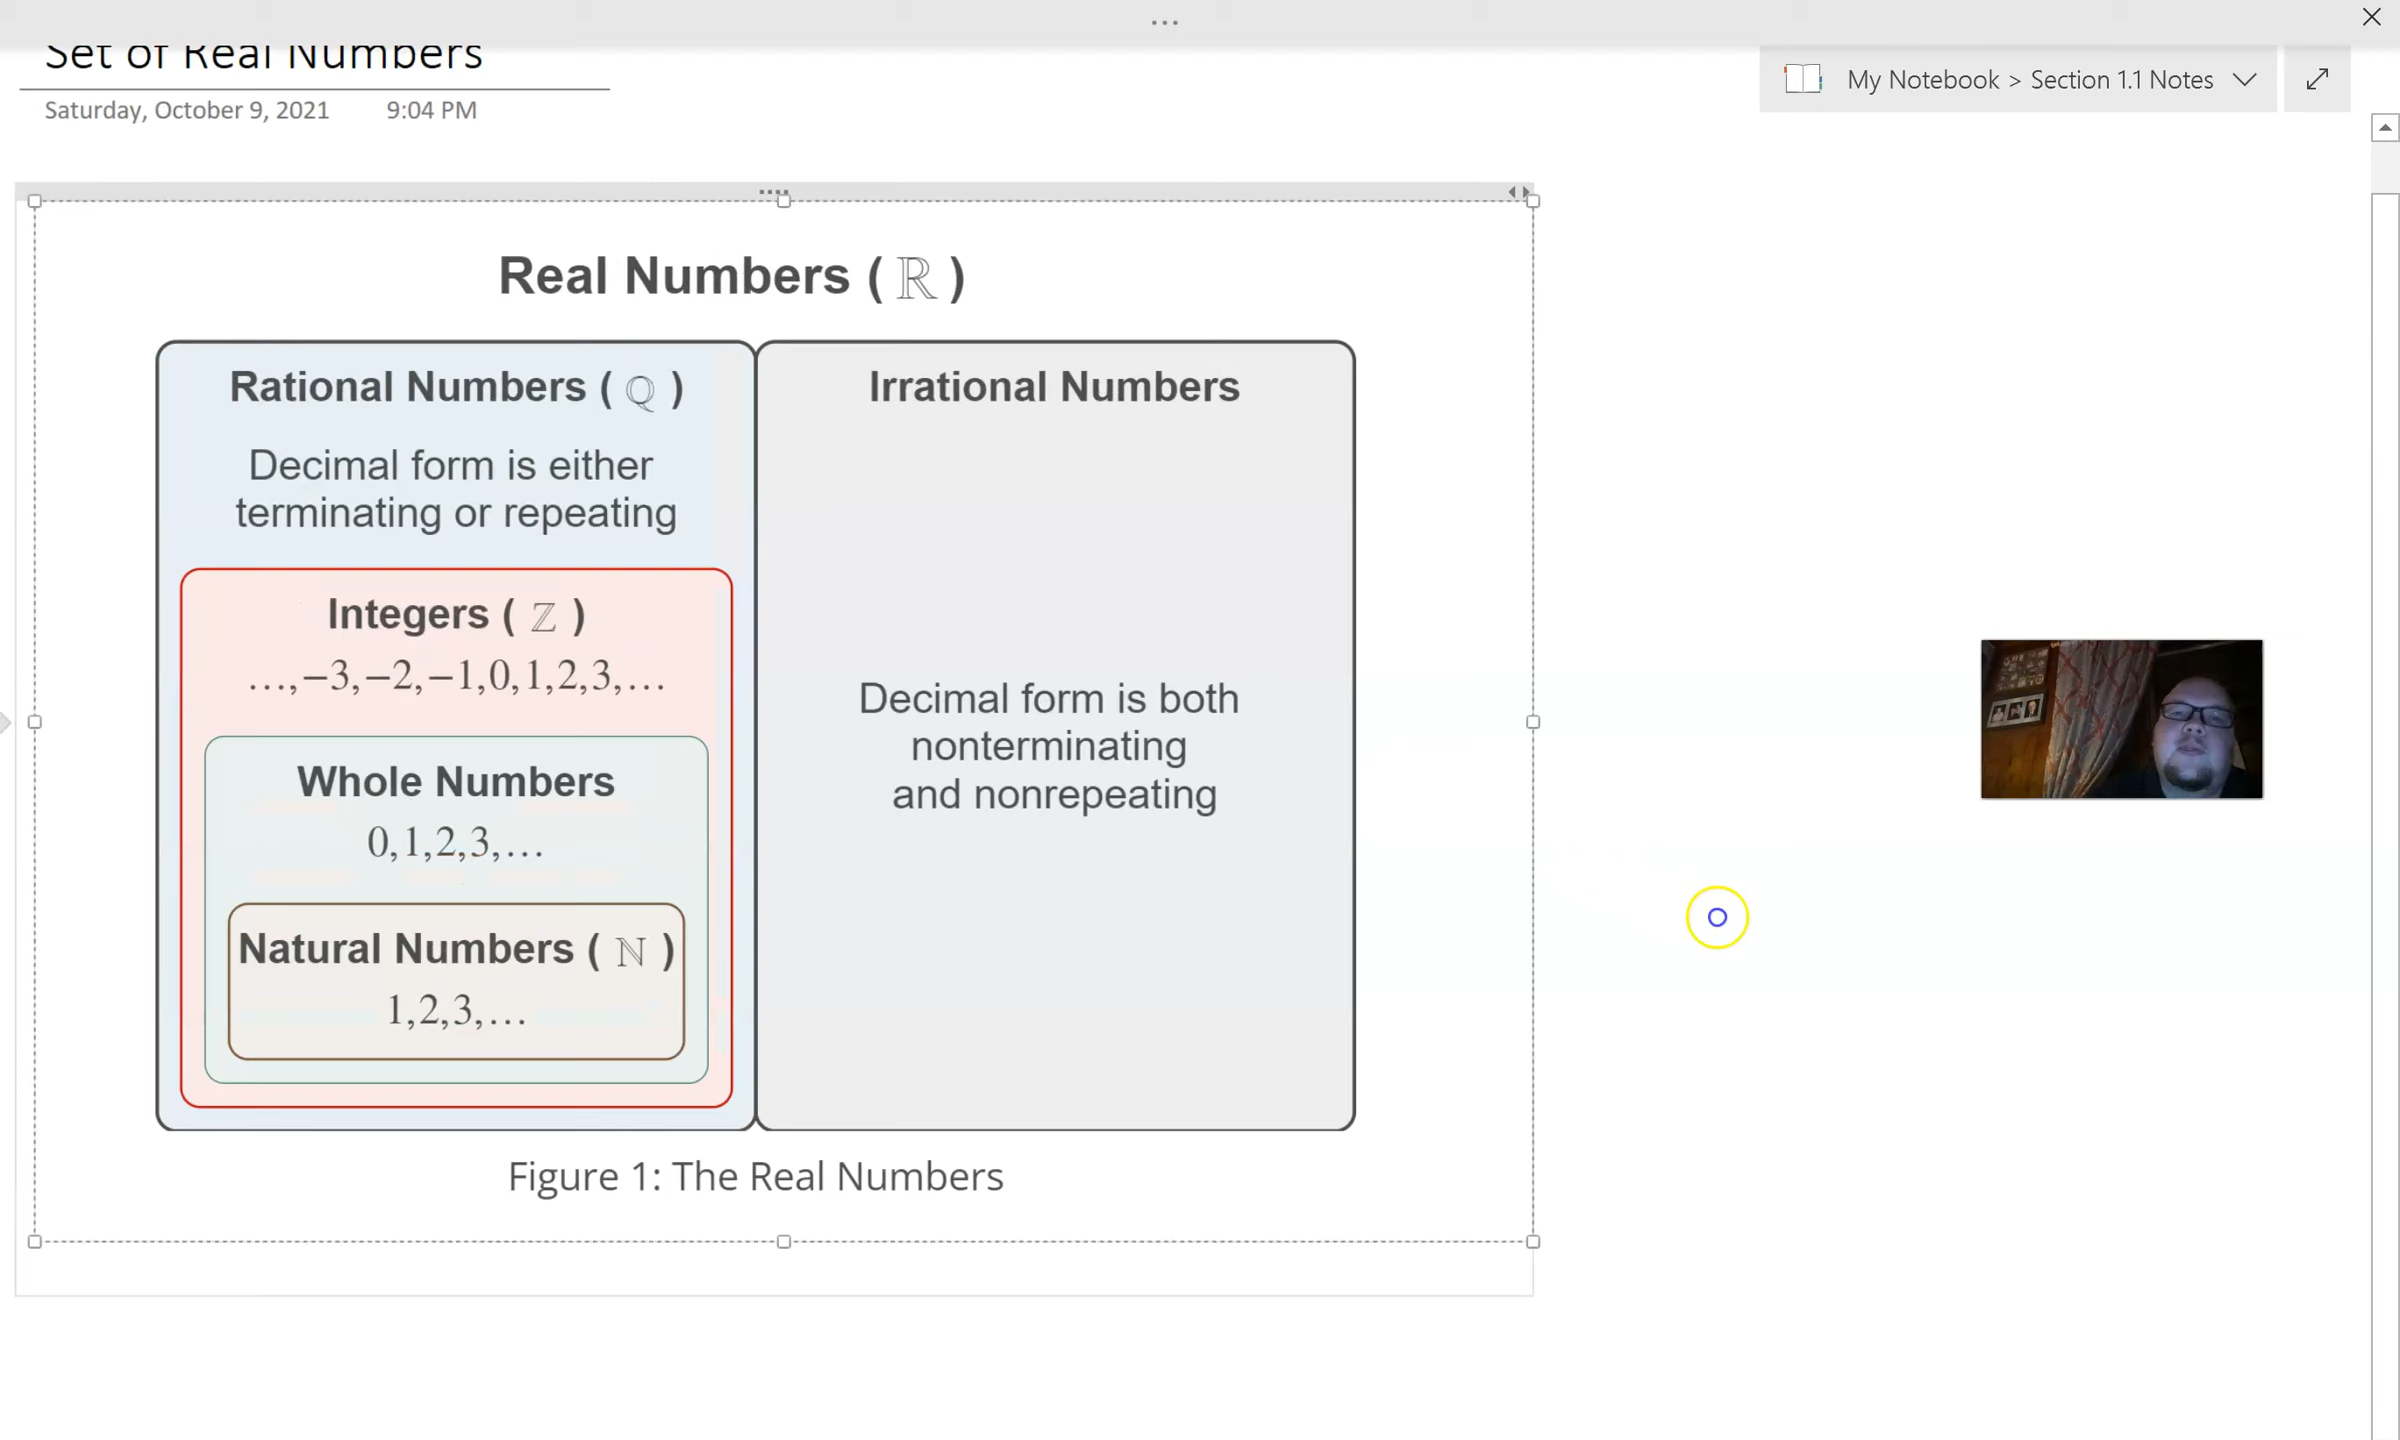 Set of Real Numbers
Saturday, October 9, 2021 9:04 PM
My Notebook > Section 1.1 Notes
Real Numbers ( ℝ )
Rational Numbers ( ℚ )
Decimal form is either
terminating or repeating
Integers ( ℤ )
…,−3,−2,−1,0,1,2,3,…
Whole Numbers
0,1,2,3,…
Natural Numbers ( ℕ )
1,2,3,…
Irrational Numbers
Decimal form is both
nonterminating
and nonrepeating
Figure 1: The Real Numbers